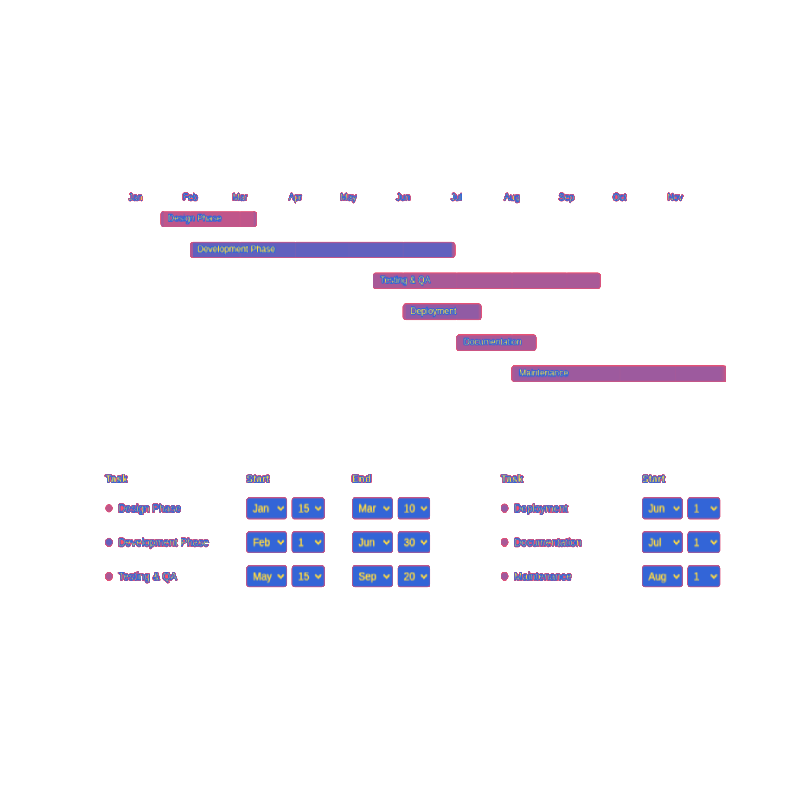 Jan Feb Mar Apr May Jun Jul Aug Sep Oct Nov
Design Phase
Development Phase
Testing & QA
Deployment
Documentation
Maintenance
Task Start End Task Start
Design Phase Jan 15 Mar 10 Deployment Jun 1
Development Phase Feb 1 Jun 30 Documentation Jul 1
Testing & QA May 15 Sep 20 Maintenance Aug 1